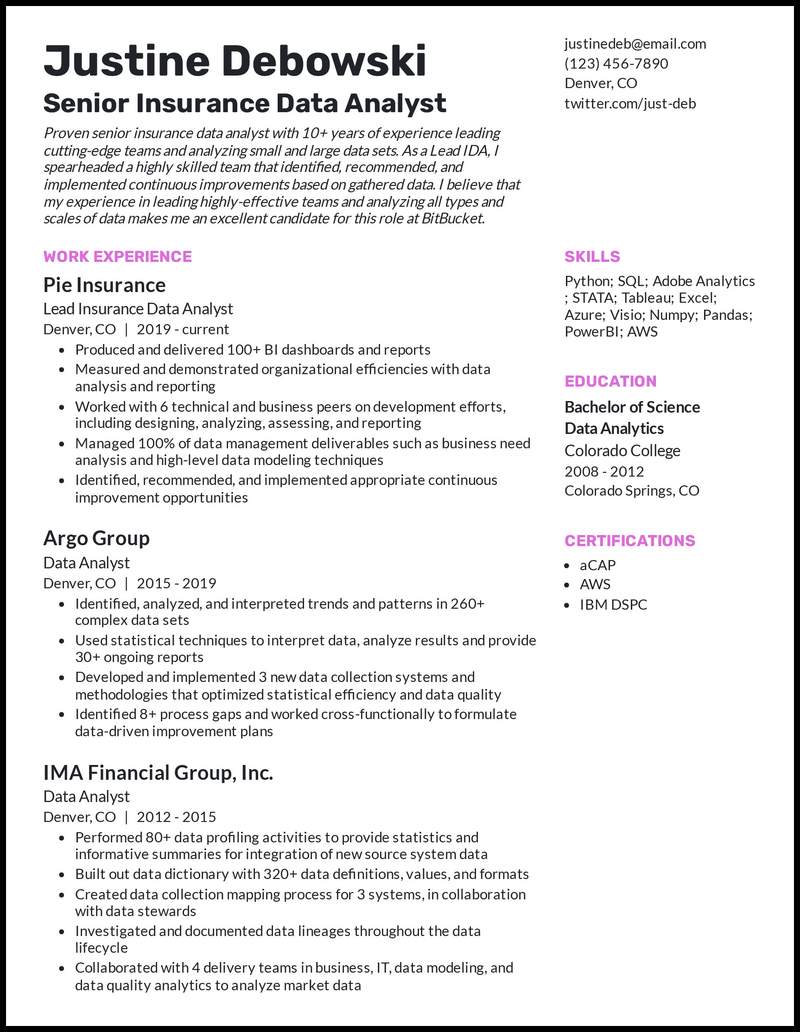 Justine Debowski
Senior Insurance Data Analyst
Proven senior insurance data analyst with 10+ years of experience leading
cutting-edge teams and analyzing small and large data sets. As a Lead IDA, I
spearheaded a highly skilled team that identified, recommended, and
implemented continuous improvements based on gathered data. I believe that
my experience in leading highly-effective teams and analyzing all types and
scales of data makes me an excellent candidate for this role at BitBucket.
justinedeb@email.com
(123) 456-7890
Denver, CO
twitter.com/just-deb
WORK EXPERIENCE
Pie Insurance
Lead Insurance Data Analyst
Denver, CO | 2019 - current
• Produced and delivered 100+ BI dashboards and reports
• Measured and demonstrated organizational efficiencies with data
analysis and reporting
• Worked with 6 technical and business peers on development efforts,
including designing, analyzing, assessing, and reporting
• Managed 100% of data management deliverables such as business need
analysis and high-level data modeling techniques
• Identified, recommended, and implemented appropriate continuous
improvement opportunities
Argo Group
Data Analyst
Denver, CO | 2015 - 2019
• Identified, analyzed, and interpreted trends and patterns in 260+
complex data sets
• Used statistical techniques to interpret data, analyze results and provide
30+ ongoing reports
• Developed and implemented 3 new data collection systems and
methodologies that optimized statistical efficiency and data quality
• Identified 8+ process gaps and worked cross-functionally to formulate
data-driven improvement plans
IMA Financial Group, Inc.
Data Analyst
Denver, CO | 2012 - 2015
• Performed 80+ data profiling activities to provide statistics and
informative summaries for integration of new source system data
• Built out data dictionary with 320+ data definitions, values, and formats
• Created data collection mapping process for 3 systems, in collaboration
with data stewards
• Investigated and documented data lineages throughout the data
lifecycle
• Collaborated with 4 delivery teams in business, IT, data modeling, and
data quality analytics to analyze market data
SKILLS
Python; SQL; Adobe Analytics
; STATA; Tableau; Excel;
Azure; Visio; Numpy; Pandas;
PowerBI; AWS
EDUCATION
Bachelor of Science
Data Analytics
Colorado College
2008 - 2012
Colorado Springs, CO
CERTIFICATIONS
• aCAP
• AWS
• IBM DSPC